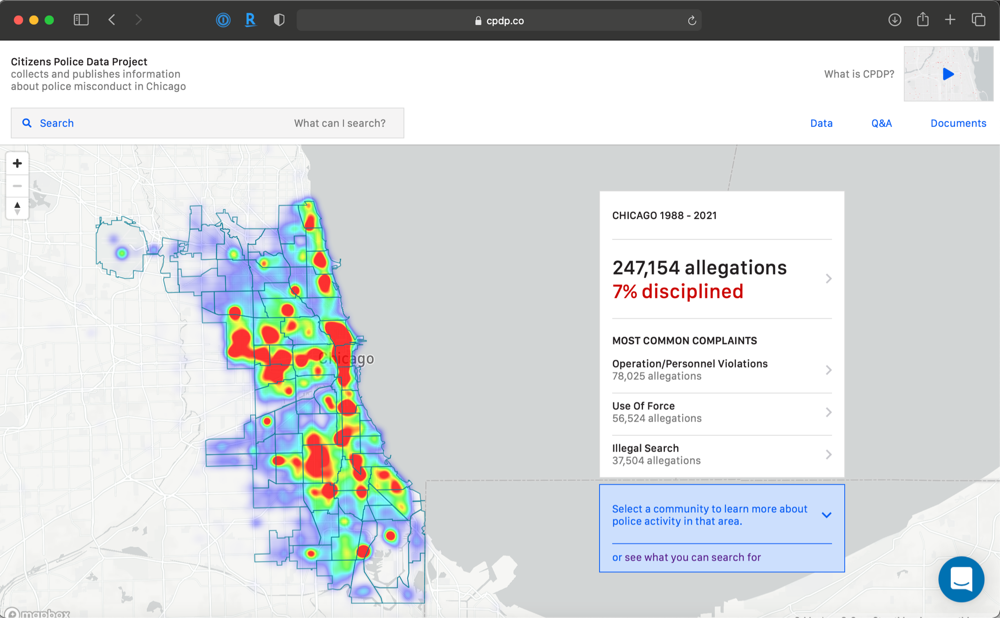 cpdp.co
Citizens Police Data Project
collects and publishes information
about police misconduct in Chicago
What is CPDP?
Search
What can I search?
Data
Q&A
Documents
Chicago
CHICAGO 1988 - 2021
247,154 allegations
7% disciplined
MOST COMMON COMPLAINTS
Operation/Personnel Violations
78,025 allegations
Use Of Force
56,524 allegations
Illegal Search
37,504 allegations
Select a community to learn more about
police activity in that area.
or see what you can search for
mapbox